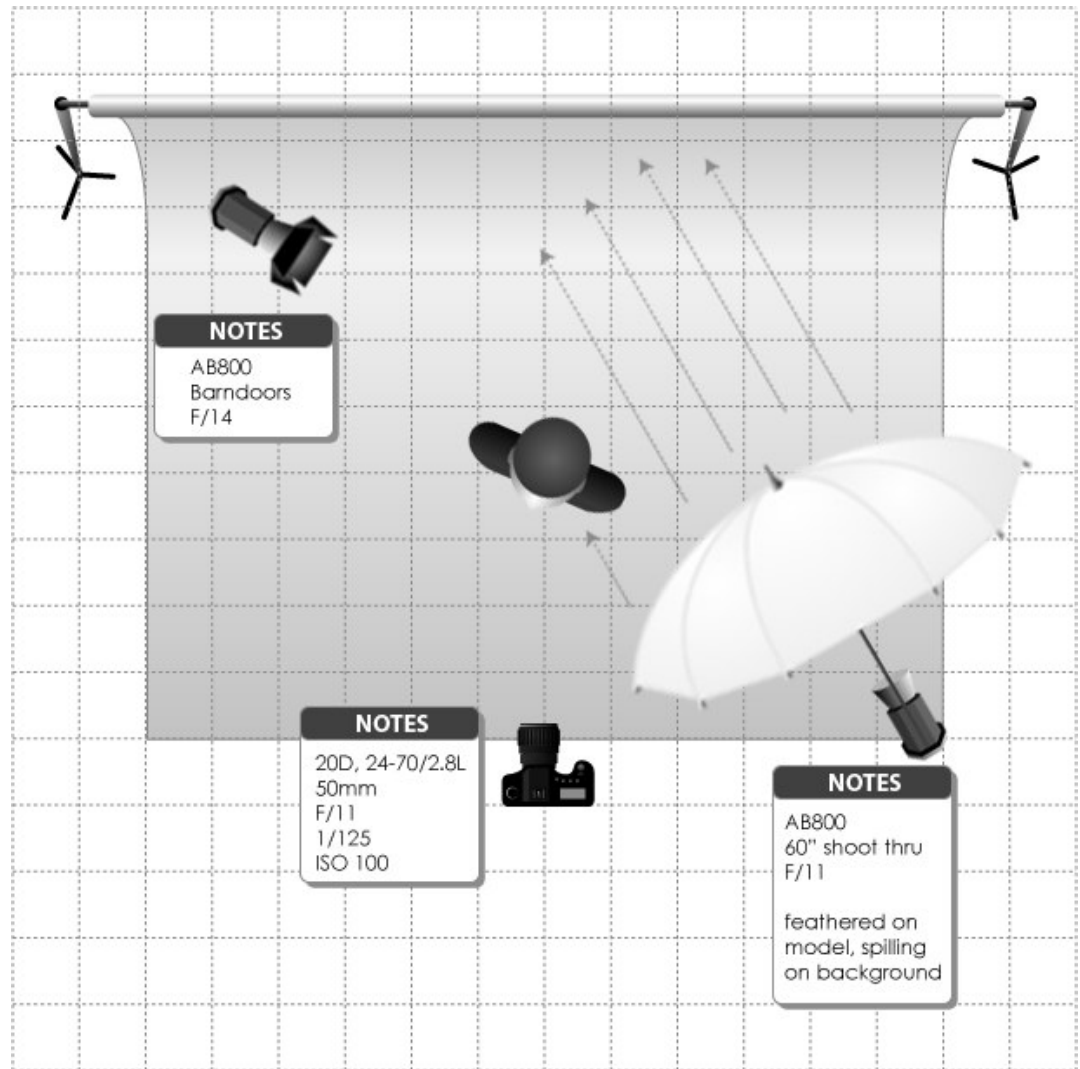 NOTES
AB800
Barndoors
F/14
NOTES
20D, 24-70/2.8L
50mm
F/11
1/125
ISO 100
NOTES
AB800
60” shoot thru
F/11
feathered on
model, spilling
on background